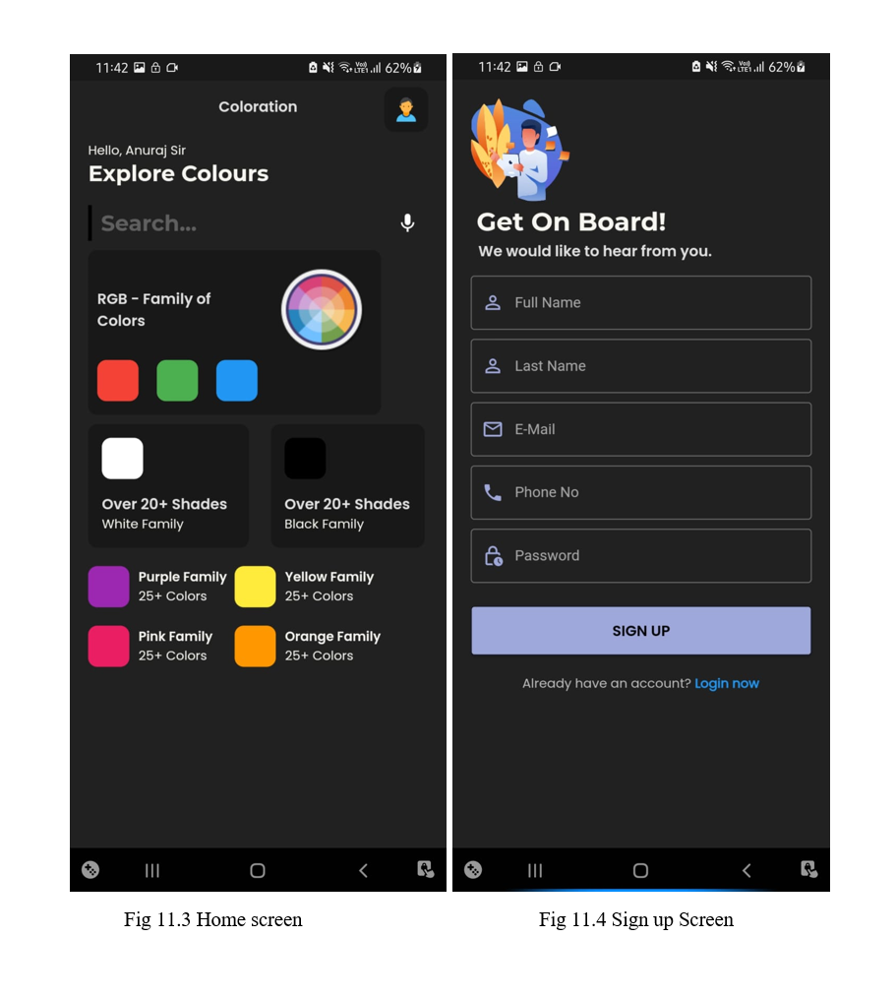 11:42
62%
Coloration
Hello, Anuraj Sir
Explore Colours
Search...
RGB - Family of
Colors
Over 20+ Shades
White Family
Over 20+ Shades
Black Family
Purple Family
25+ Colors
Yellow Family
25+ Colors
Pink Family
25+ Colors
Orange Family
25+ Colors
Fig 11.3 Home screen
11:42
62%
Get On Board!
We would like to hear from you.
Full Name
Last Name
E-Mail
Phone No
Password
SIGN UP
Already have an account? Login now
Fig 11.4 Sign up Screen